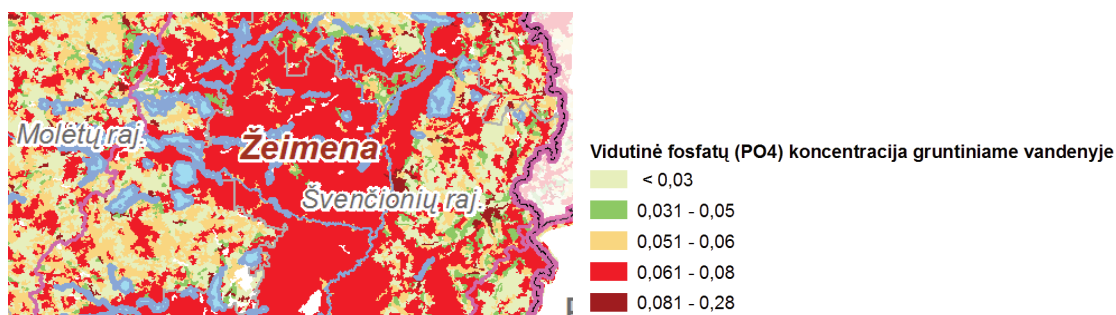 Molėtų raj.
Žeimena
Švenčionių raj.
Vidutinė fosfatų (PO4) koncentracija gruntiniame vandenyje
< 0,03
0,031 - 0,05
0,051 - 0,06
0,061 - 0,08
0,081 - 0,28